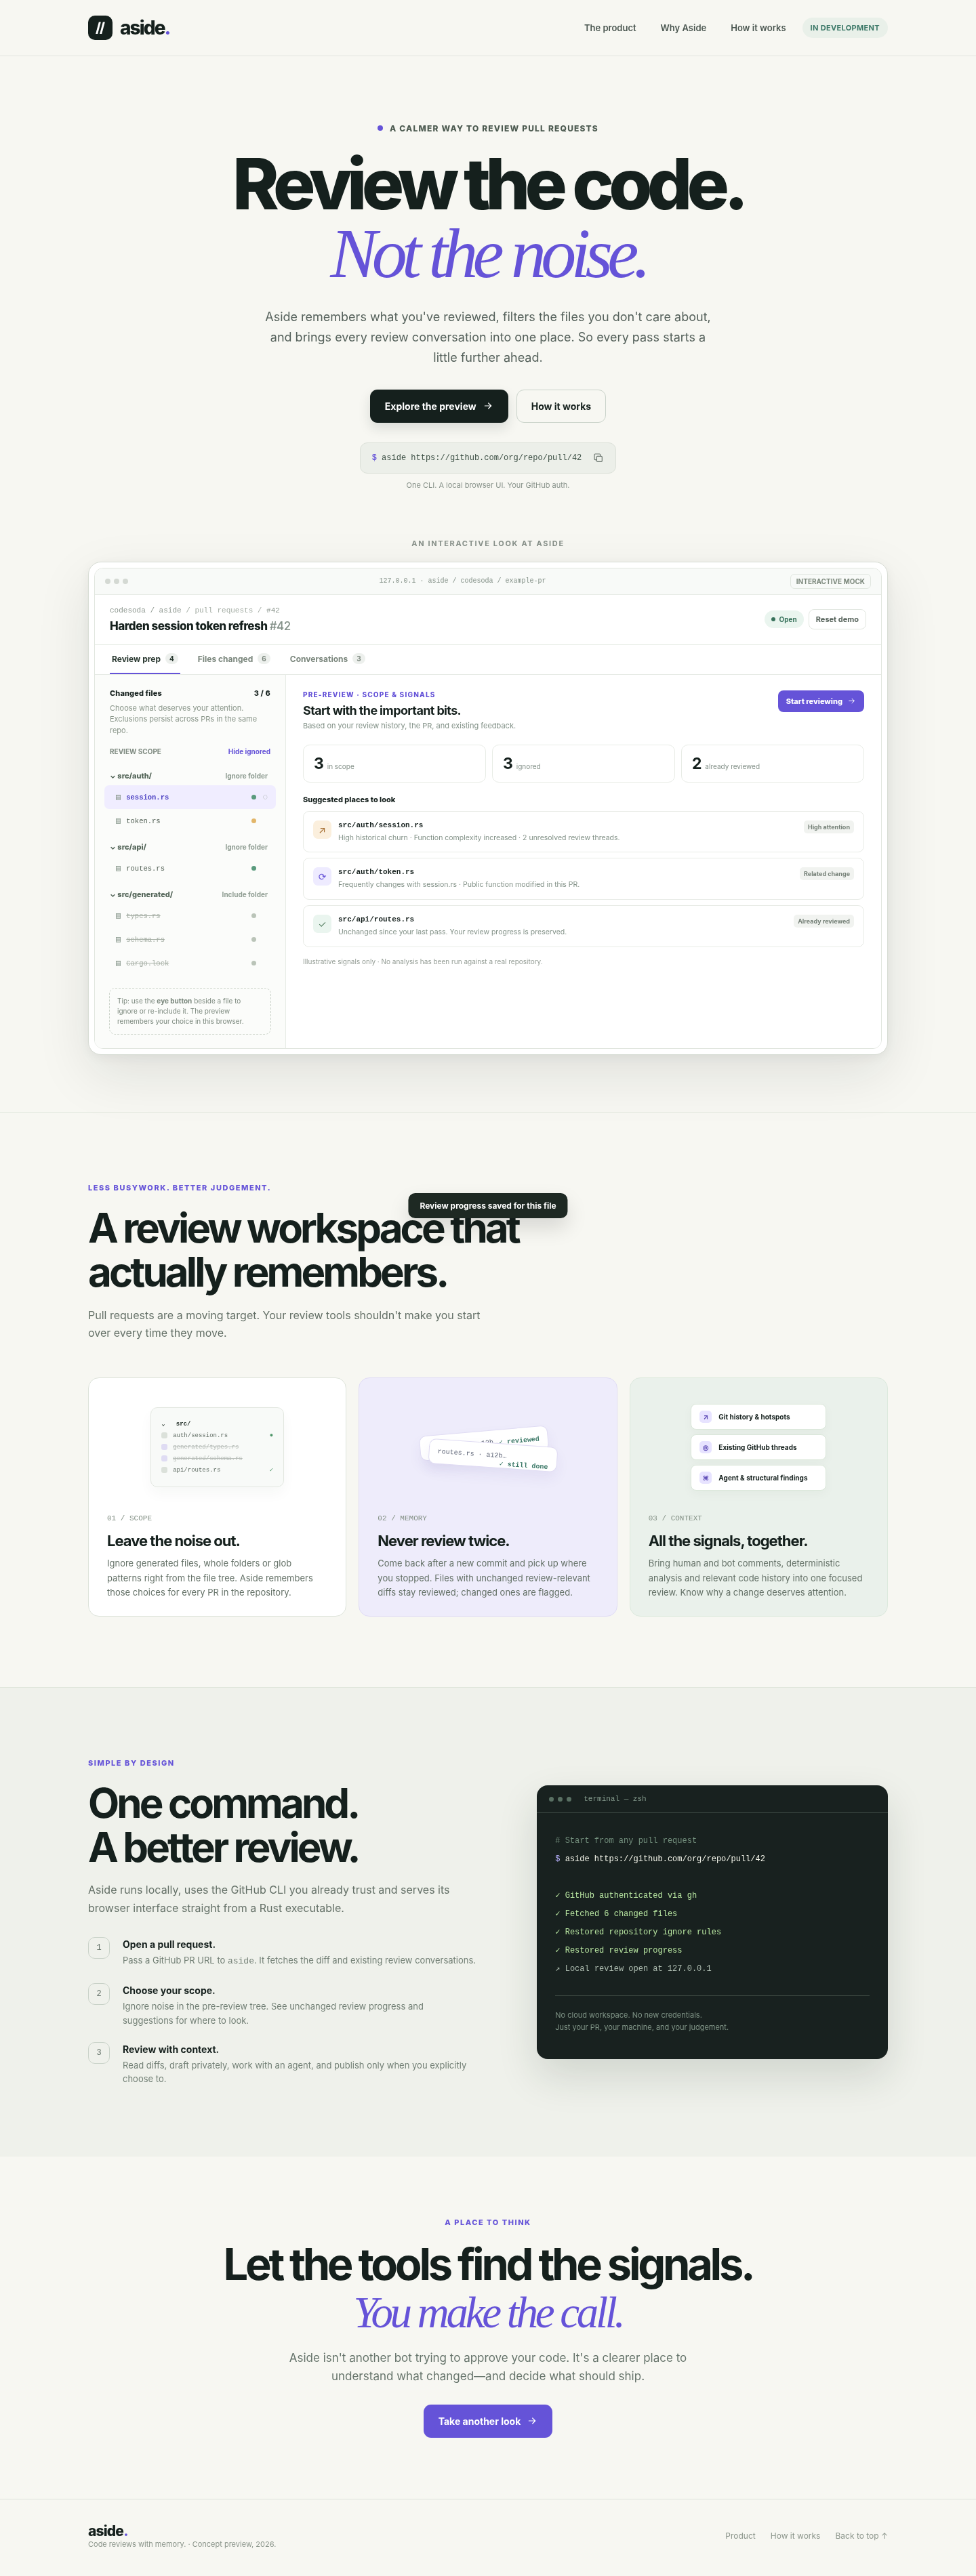 // aside.
The product Why Aside How it works IN DEVELOPMENT
A CALMER WAY TO REVIEW PULL REQUESTS
Review the code.
Not the noise.
Aside remembers what you've reviewed, filters the files you don't care about,
and brings every review conversation into one place. So every pass starts a
little further ahead.
Explore the preview → How it works
$ aside https://github.com/org/repo/pull/42
One CLI. A local browser UI. Your GitHub auth.
AN INTERACTIVE LOOK AT ASIDE
127.0.0.1 · aside / codesoda / example-pr INTERACTIVE MOCK
codesoda / aside / pull requests / #42
Harden session token refresh #42
Open Reset demo
Review prep 4 Files changed 6 Conversations 3
Changed files 3 / 6
Choose what deserves your attention.
Exclusions persist across PRs in the same
repo.
REVIEW SCOPE Hide ignored
⌄ src/auth/ Ignore folder
session.rs
token.rs
⌄ src/api/ Ignore folder
routes.rs
⌄ src/generated/ Include folder
types.rs
schema.rs
Cargo.lock
Tip: use the eye button beside a file to
ignore or re-include it. The preview
remembers your choice in this browser.
PRE-REVIEW · SCOPE & SIGNALS
Start with the important bits.
Based on your review history, the PR, and existing feedback.
Start reviewing →
3 in scope 3 ignored 2 already reviewed
Suggested places to look
↗ src/auth/session.rs High attention
High historical churn · Function complexity increased · 2 unresolved review threads.
⟳ src/auth/token.rs Related change
Frequently changes with session.rs · Public function modified in this PR.
✓ src/api/routes.rs Already reviewed
Unchanged since your last pass. Your review progress is preserved.
Illustrative signals only · No analysis has been run against a real repository.
LESS BUSYWORK. BETTER JUDGEMENT.
Review progress saved for this file
A review workspace that
actually remembers.
Pull requests are a moving target. Your review tools shouldn't make you start
over every time they move.
⌄ src/
auth/session.rs ●
generated/types.rs
generated/schema.rs
api/routes.rs ✓
01 / SCOPE
Leave the noise out.
Ignore generated files, whole folders or glob
patterns right from the file tree. Aside remembers
those choices for every PR in the repository.
✓ reviewed
routes.rs · a12b…
✓ still done
02 / MEMORY
Never review twice.
Come back after a new commit and pick up where
you stopped. Files with unchanged review-relevant
diffs stay reviewed; changed ones are flagged.
↗ Git history & hotspots
◎ Existing GitHub threads
⌘ Agent & structural findings
03 / CONTEXT
All the signals, together.
Bring human and bot comments, deterministic
analysis and relevant code history into one focused
review. Know why a change deserves attention.
SIMPLE BY DESIGN
One command.
A better review.
Aside runs locally, uses the GitHub CLI you already trust and serves its
browser interface straight from a Rust executable.
1 Open a pull request.
Pass a GitHub PR URL to aside. It fetches the diff and existing review conversations.
2 Choose your scope.
Ignore noise in the pre-review tree. See unchanged review progress and
suggestions for where to look.
3 Review with context.
Read diffs, draft privately, work with an agent, and publish only when you explicitly
choose to.
terminal — zsh
# Start from any pull request
$ aside https://github.com/org/repo/pull/42
✓ GitHub authenticated via gh
✓ Fetched 6 changed files
✓ Restored repository ignore rules
✓ Restored review progress
↗ Local review open at 127.0.0.1
No cloud workspace. No new credentials.
Just your PR, your machine, and your judgement.
A PLACE TO THINK
Let the tools find the signals.
You make the call.
Aside isn't another bot trying to approve your code. It's a clearer place to
understand what changed—and decide what should ship.
Take another look →
aside.
Code reviews with memory. · Concept preview, 2026.
Product How it works Back to top ↑